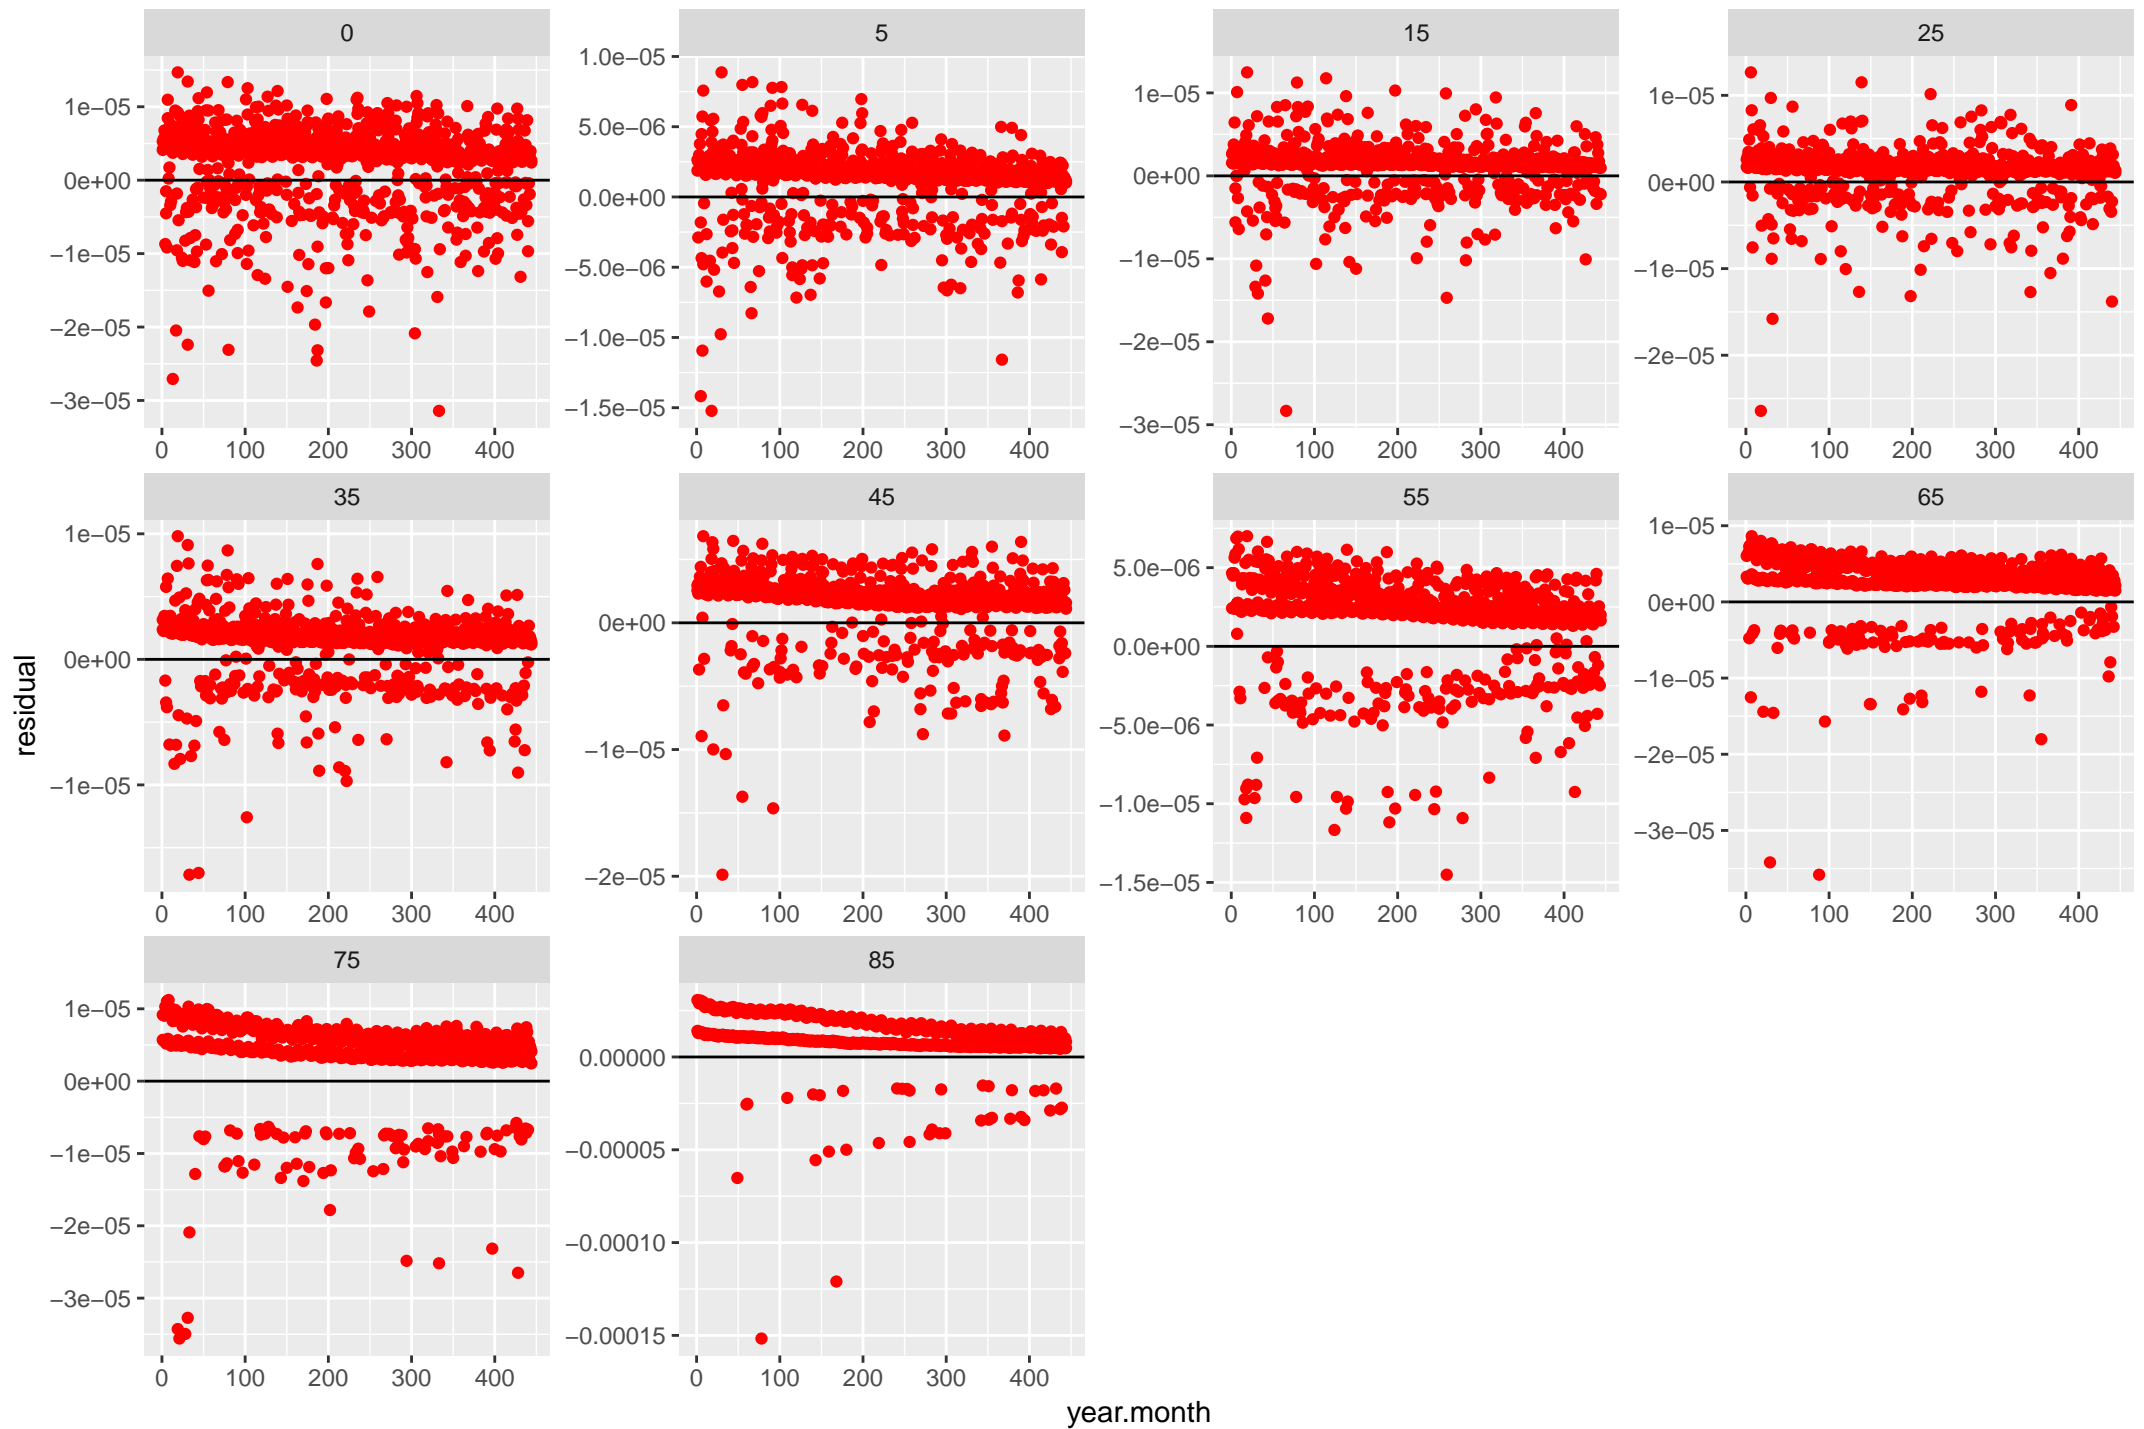 0 5 15 25
1e−05
0e+00
−1e−05
−2e−05
−3e−05
1.0e−05
5.0e−06
0.0e+00
−5.0e−06
−1.0e−05
−1.5e−05
1e−05
0e+00
−1e−05
−2e−05
−3e−05
1e−05
0e+00
−1e−05
−2e−05
0 100 200 300 400 0 100 200 300 400 0 100 200 300 400 0 100 200 300 400
35 45 55 65
1e−05
0e+00
−1e−05
0e+00
−1e−05
−2e−05
5.0e−06
0.0e+00
−5.0e−06
−1.0e−05
−1.5e−05
1e−05
0e+00
−1e−05
−2e−05
−3e−05
0 100 200 300 400 0 100 200 300 400 0 100 200 300 400 0 100 200 300 400
75 85
1e−05
0e+00
−1e−05
−2e−05
−3e−05
0.00000
−0.00005
−0.00010
−0.00015
0 100 200 300 400 0 100 200 300 400
residual
year.month